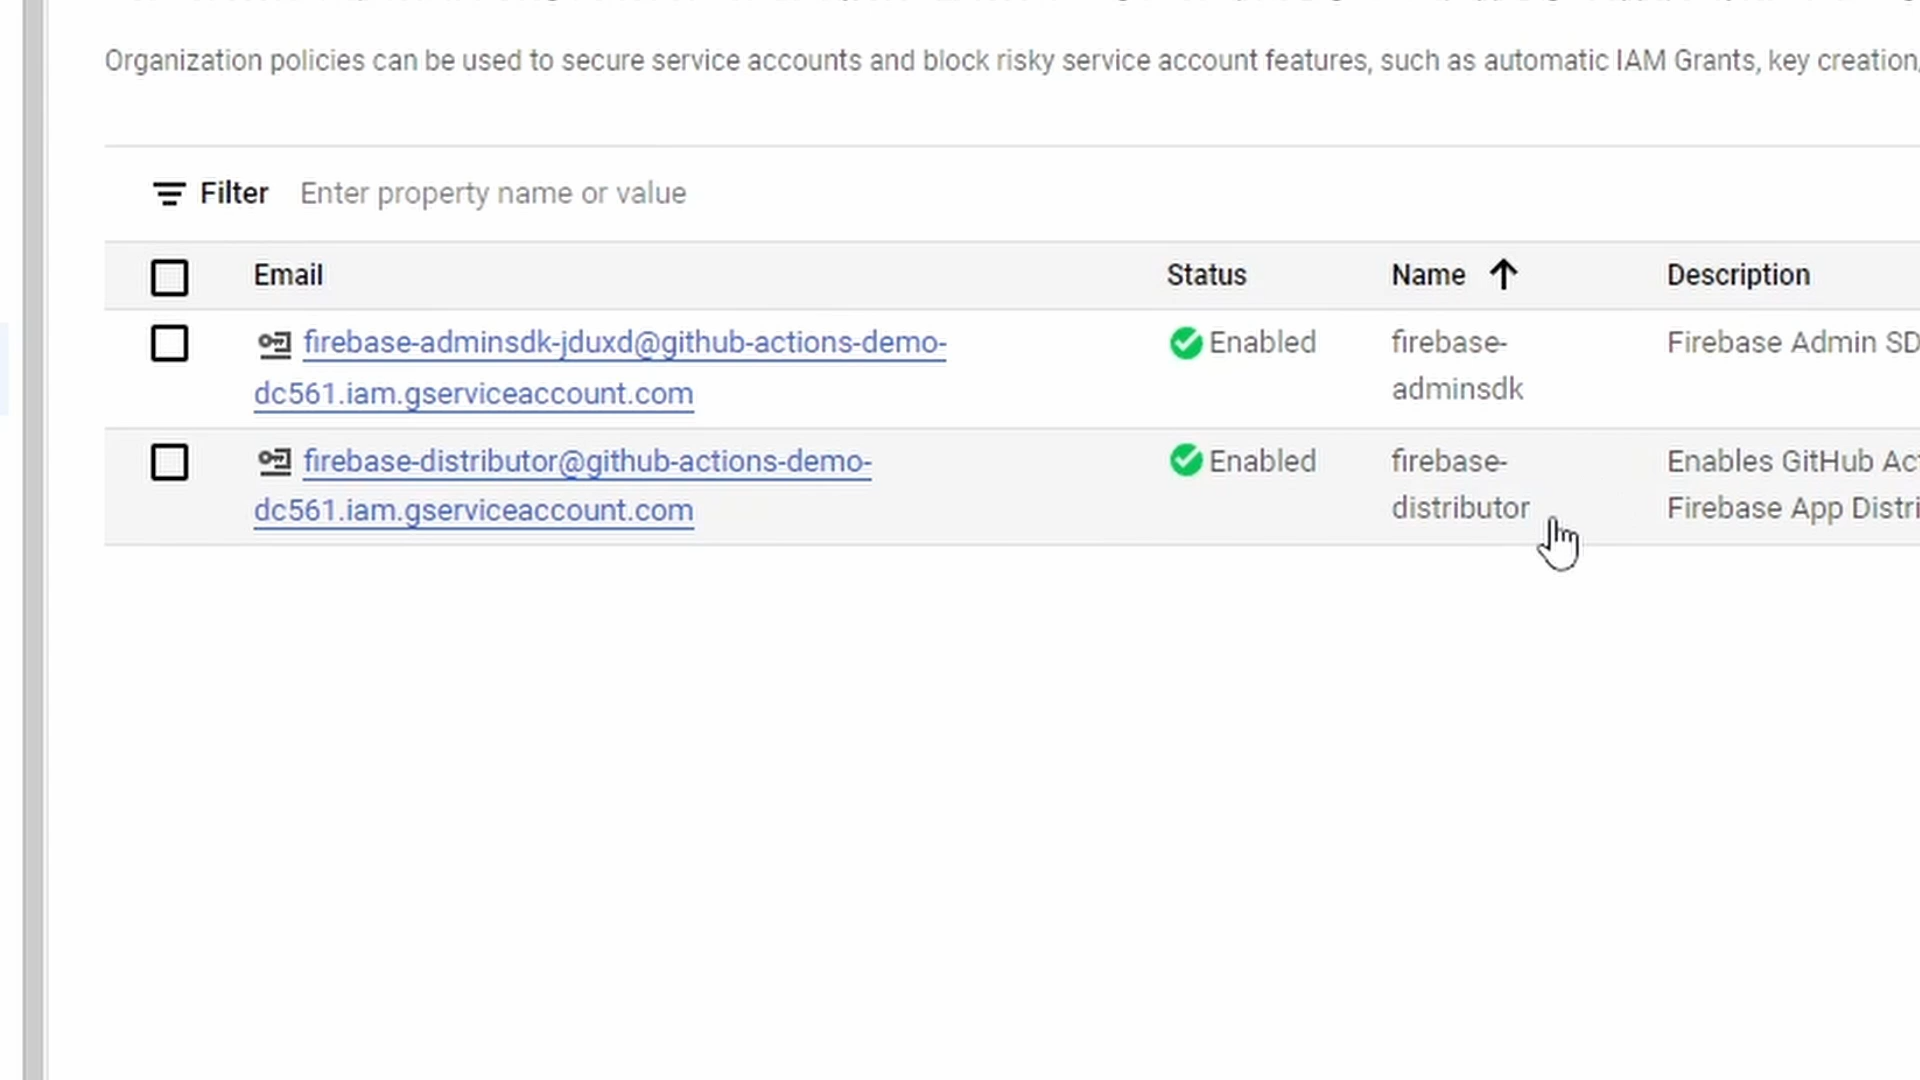 Organization policies can be used to secure service accounts and block risky service account features, such as automatic IAM Grants, key creation,
Filter Enter property name or value
Email Status Name Description
firebase-adminsdk-jduxd@github-actions-demo- Enabled firebase- Firebase Admin SD
dc561.iam.gserviceaccount.com adminsdk
firebase-distributor@github-actions-demo- Enabled firebase- Enables GitHub Act
dc561.iam.gserviceaccount.com distributor Firebase App Distri